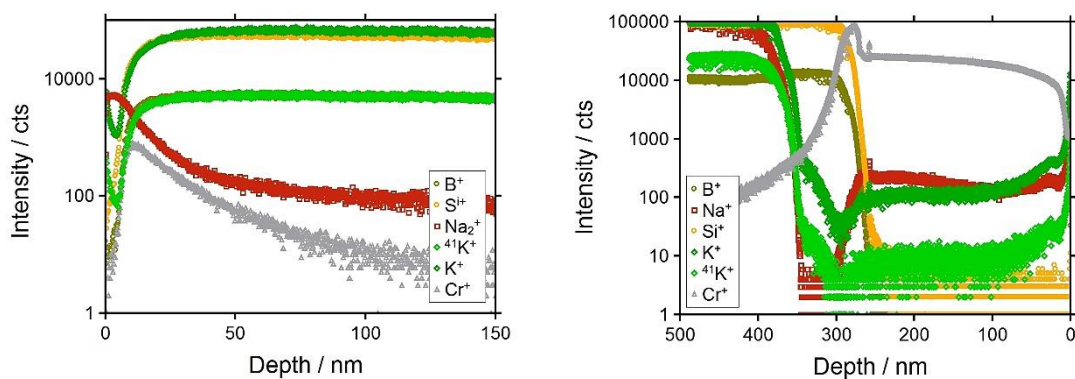 10000
100
1
0
50
100
150
Intensity / cts
Depth / nm
B⁺
Si⁺
Na₂⁺
⁴¹K⁺
K⁺
Cr⁺
100000
10000
1000
100
10
1
500
400
300
200
100
0
Intensity / cts
Depth / nm
B⁺
Na⁺
Si⁺
K⁺
⁴¹K⁺
Cr⁺